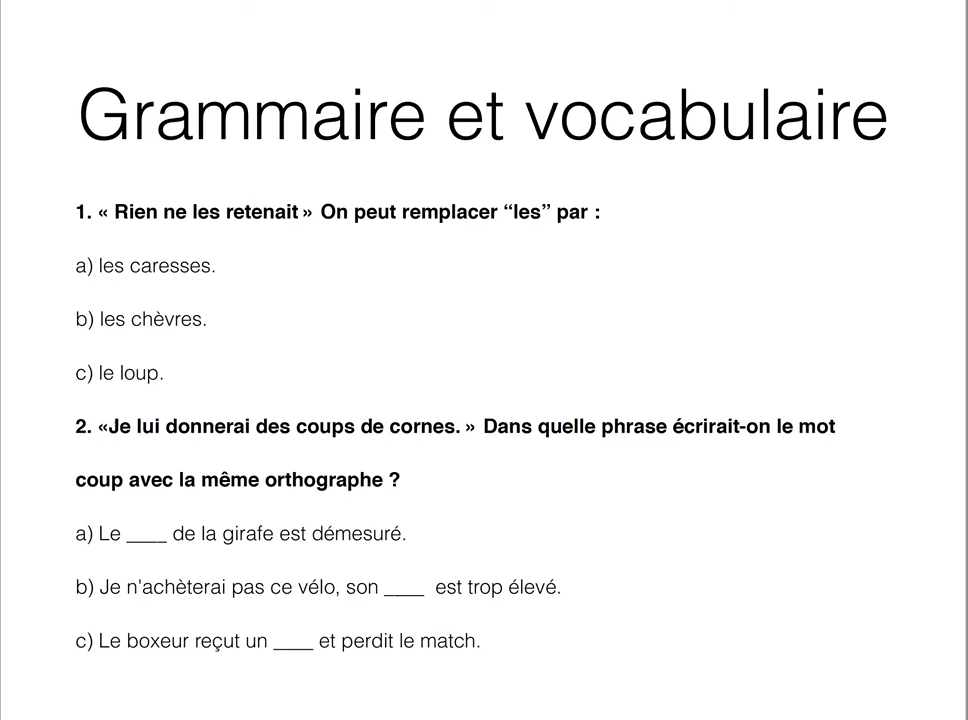 Grammaire et vocabulaire
1. « Rien ne les retenait » On peut remplacer “les” par :
a) les caresses.
b) les chèvres.
c) le loup.
2. «Je lui donnerai des coups de cornes. » Dans quelle phrase écrirait-on le mot
coup avec la même orthographe ?
a) Le ____ de la girafe est démesuré.
b) Je n'achèterai pas ce vélo, son ____ est trop élevé.
c) Le boxeur reçut un ____ et perdit le match.